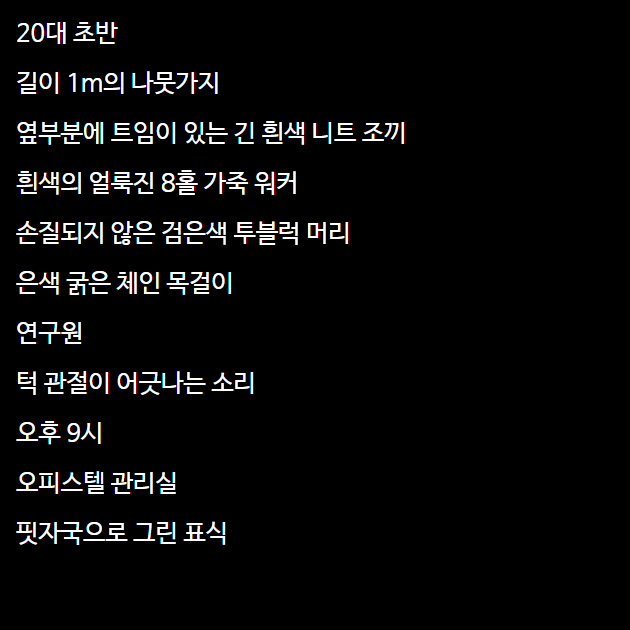 20대 초반
길이 1m의 나뭇가지
옆부분에 트임이 있는 긴 흰색 니트 조끼
흰색의 얼룩진 8홀 가죽 워커
손질되지 않은 검은색 투블럭 머리
은색 굵은 체인 목걸이
연구원
턱 관절이 어긋나는 소리
오후 9시
오피스텔 관리실
핏자국으로 그린 표식